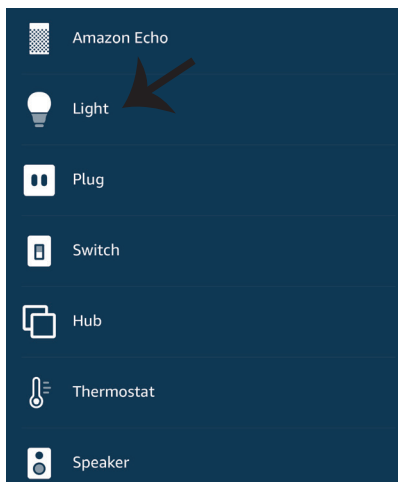 Amazon Echo
Light
Plug
Switch
Hub
Thermostat
Speaker